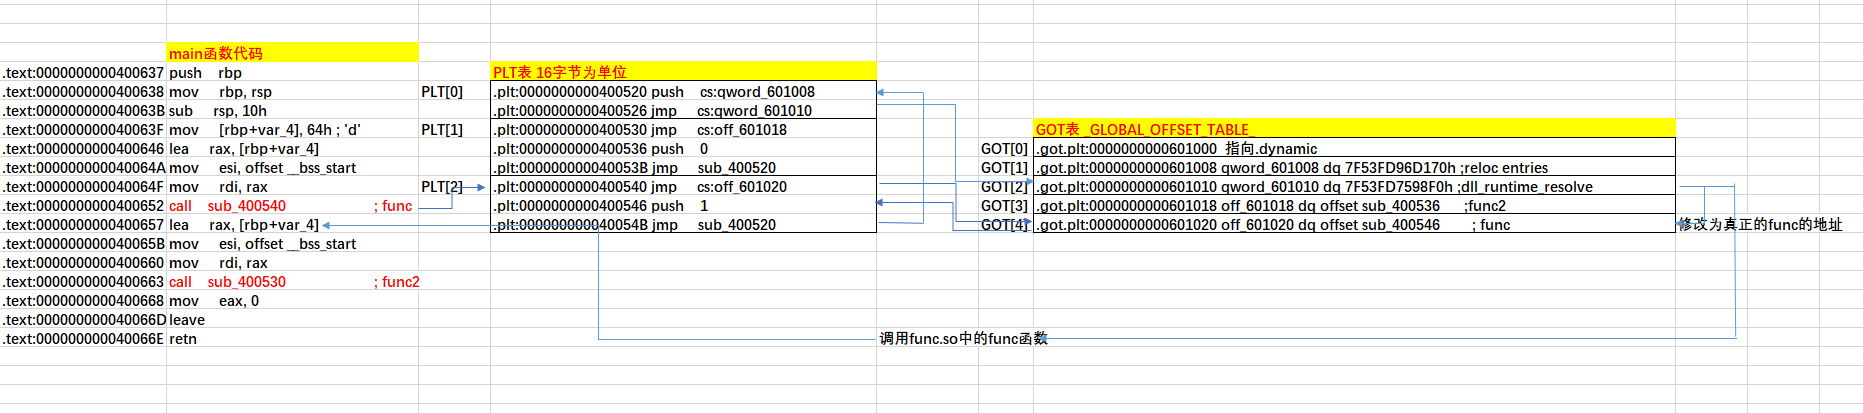 main函数代码
.text:0000000000400637 push rbp
PLT表 16字节为单位
.text:0000000000400638 mov rbp, rsp
PLT[0] .plt:0000000000400520 push cs:qword_601008
.text:000000000040063B sub rsp, 10h
.plt:0000000000400526 jmp cs:qword_601010
.text:000000000040063F mov [rbp+var_4], 64h ; 'd'
PLT[1] .plt:0000000000400530 jmp cs:off_601018
GOT表 _GLOBAL_OFFSET_TABLE_
.text:0000000000400646 lea rax, [rbp+var_4]
.plt:0000000000400536 push 0
GOT[0] .got.plt:0000000000601000 指向.dynamic
.text:000000000040064A mov esi, offset __bss_start
.plt:000000000040053B jmp sub_400520
GOT[1] .got.plt:0000000000601008 qword_601008 dq 7F53FD96D170h ;reloc entries
.text:000000000040064F mov rdi, rax
PLT[2] .plt:0000000000400540 jmp cs:off_601020
GOT[2] .got.plt:0000000000601010 qword_601010 dq 7F53FD7598F0h ;dll_runtime_resolve
.text:0000000000400652 call sub_400540 ; func
.plt:0000000000400546 push 1
GOT[3] .got.plt:0000000000601018 off_601018 dq offset sub_400536 ;func2
.text:0000000000400657 lea rax, [rbp+var_4]
.plt:000000000040054B jmp sub_400520
GOT[4] .got.plt:0000000000601020 off_601020 dq offset sub_400546 ; func
修改为真正的func的地址
.text:000000000040065B mov esi, offset __bss_start
.text:0000000000400660 mov rdi, rax
.text:0000000000400663 call sub_400530 ; func2
.text:0000000000400668 mov eax, 0
.text:000000000040066D leave
.text:000000000040066E retn
调用func.so中的func函数